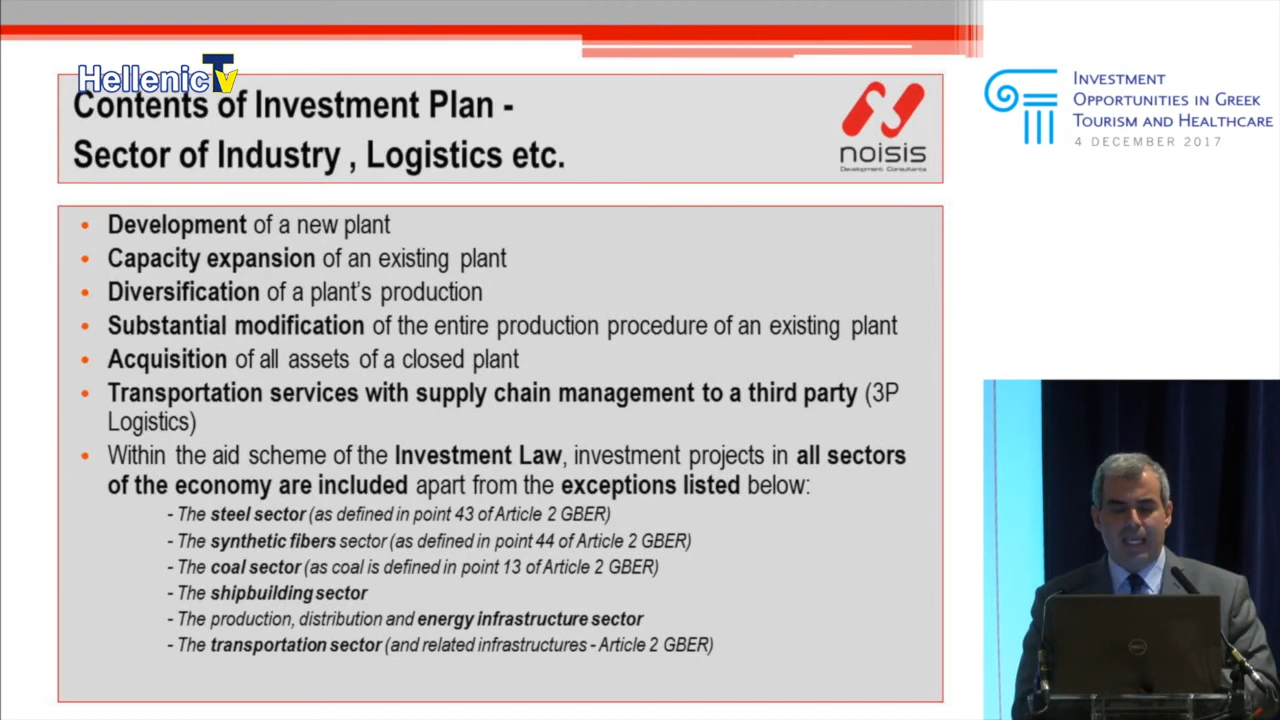 HellenicTv
Contents of Investment Plan -
Sector of Industry , Logistics etc.
noisis
Development Consultants
INVESTMENT
OPPORTUNITIES IN GREEK
TOURISM AND HEALTHCARE
4 DECEMBER 2017
• Development of a new plant
• Capacity expansion of an existing plant
• Diversification of a plant's production
• Substantial modification of the entire production procedure of an existing plant
• Acquisition of all assets of a closed plant
• Transportation services with supply chain management to a third party (3P
Logistics)
• Within the aid scheme of the Investment Law, investment projects in all sectors
of the economy are included apart from the exceptions listed below:
- The steel sector (as defined in point 43 of Article 2 GBER)
- The synthetic fibers sector (as defined in point 44 of Article 2 GBER)
- The coal sector (as coal is defined in point 13 of Article 2 GBER)
- The shipbuilding sector
- The production, distribution and energy infrastructure sector
- The transportation sector (and related infrastructures - Article 2 GBER)
DELL